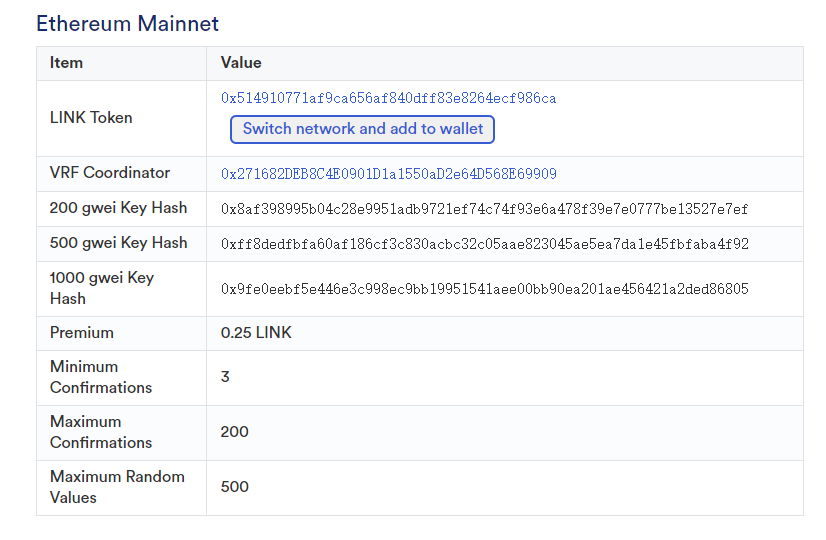 Ethereum Mainnet
Item Value
LINK Token 0x514910771af9ca656af840dff83e8264ecf986ca
Switch network and add to wallet
VRF Coordinator 0x271682DEB8C4E0901D1a1550aD2e64D568E69909
200 gwei Key Hash 0x8af398995b04c28e9951adb9721ef74c74f93e6a478f39e7e0777be13527e7ef
500 gwei Key Hash 0xff8dedfbfa60af186cf3c830acbc32c05aae823045ae5ea7da1e45fbfaba4f92
1000 gwei Key
Hash 0x9fe0eebf5e446e3c998ec9bb19951541aee00bb90ea201ae456421a2ded86805
Premium 0.25 LINK
Minimum
Confirmations 3
Maximum
Confirmations 200
Maximum Random
Values 500